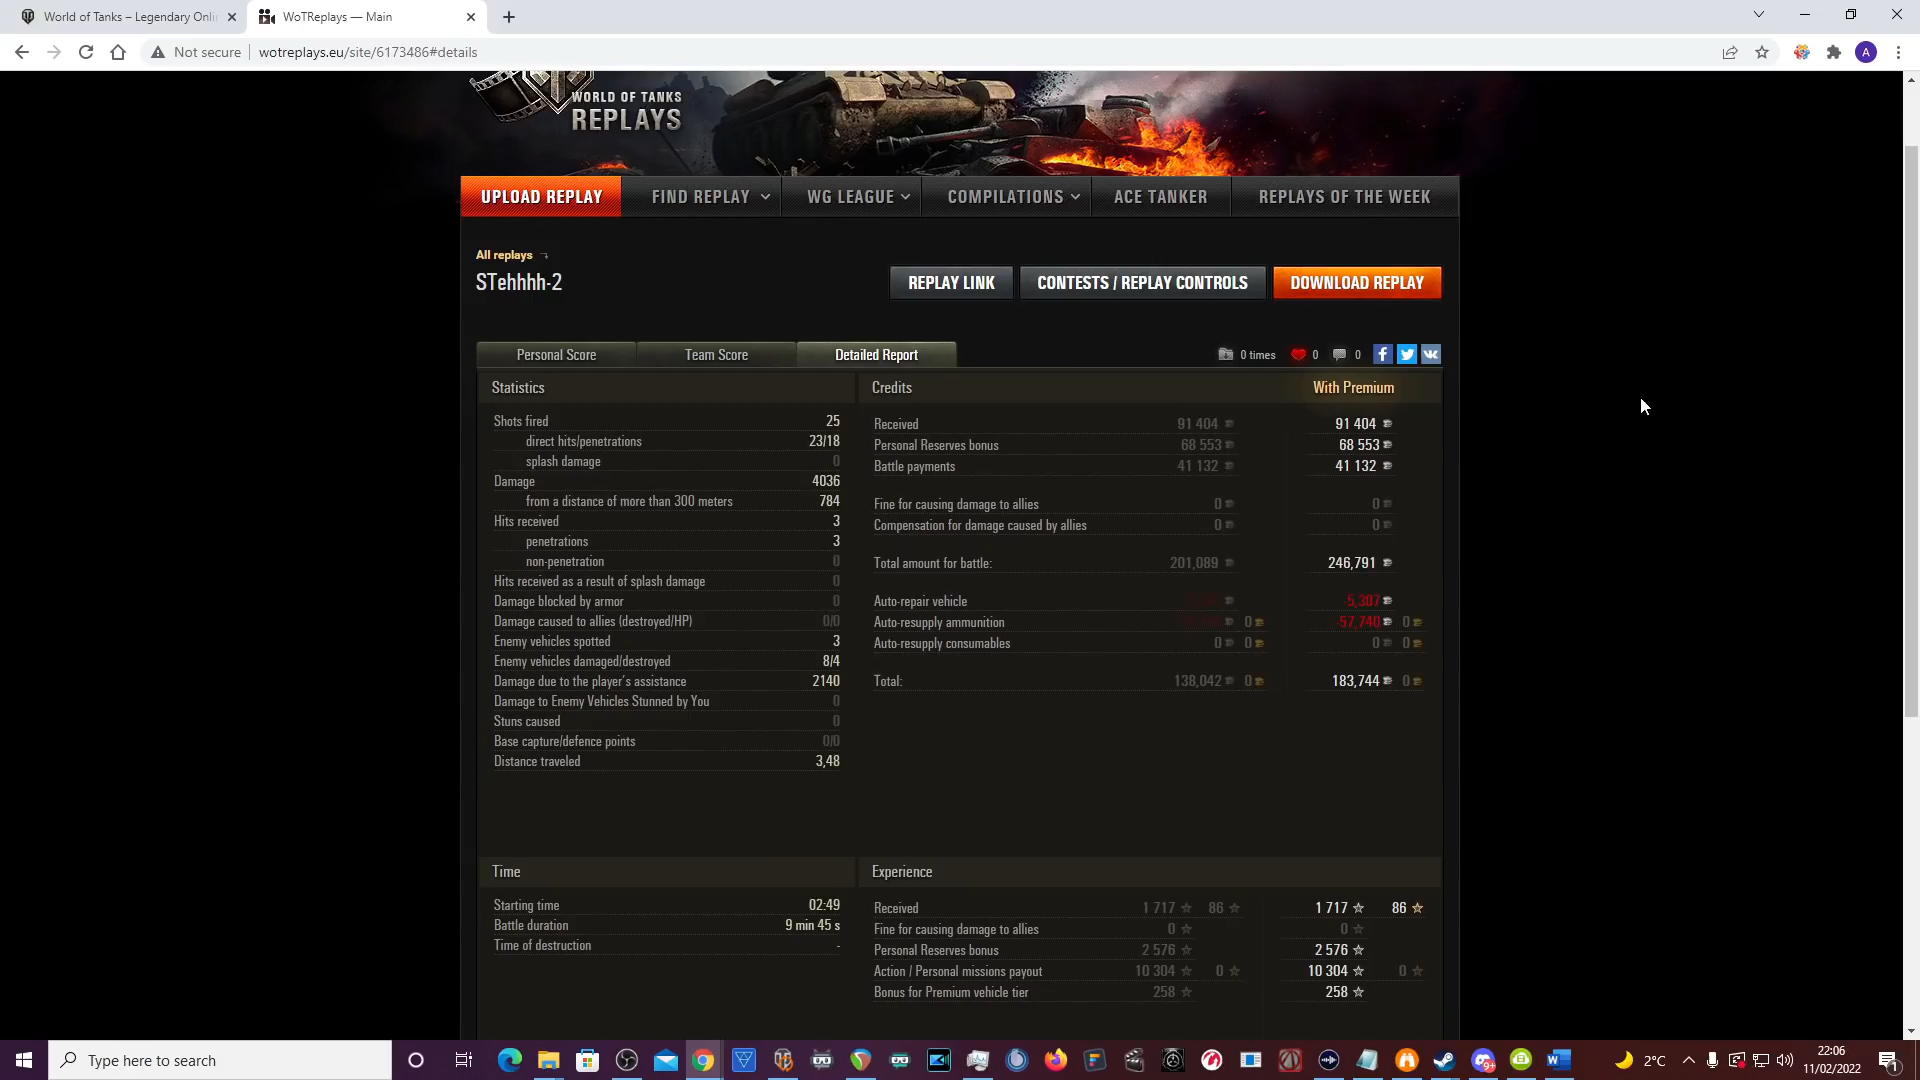 World of Tanks – Legendary Onli
WoTReplays — Main
Not secure
wotreplays.eu/site/6173486#details
A
WORLD OF TANKS
REPLAYS
UPLOAD REPLAY
FIND REPLAY
WG LEAGUE
COMPILATIONS
ACE TANKER
REPLAYS OF THE WEEK
All replays
STehhhh-2
REPLAY LINK
CONTESTS / REPLAY CONTROLS
DOWNLOAD REPLAY
Personal Score
Team Score
Detailed Report
0 times
0
0
Statistics
Shots fired 25
direct hits/penetrations 23/18
splash damage 0
Damage 4036
from a distance of more than 300 meters 784
Hits received 3
penetrations 3
non-penetration 0
Hits received as a result of splash damage 0
Damage blocked by armor 0
Damage caused to allies (destroyed/HP) 0/0
Enemy vehicles spotted 3
Enemy vehicles damaged/destroyed 8/4
Damage due to the player's assistance 2140
Damage to Enemy Vehicles Stunned by You 0
Stuns caused 0
Base capture/defence points 0/0
Distance traveled 3,48
Credits With Premium
Received 91 404 91 404
Personal Reserves bonus 68 553 68 553
Battle payments 41 132 41 132
Fine for causing damage to allies 0 0
Compensation for damage caused by allies 0 0
Total amount for battle: 201,089 246,791
Auto-repair vehicle -5,307
Auto-resupply ammunition 0 -57,740 0
Auto-resupply consumables 0 0 0 0
Total: 138,042 0 183,744 0
Time
Starting time 02:49
Battle duration 9 min 45 s
Time of destruction -
Experience
Received 1 717 86 1 717 86
Fine for causing damage to allies 0 0
Personal Reserves bonus 2 576 2 576
Action / Personal missions payout 10 304 0 10 304 0
Bonus for Premium vehicle tier 258 258
Type here to search
2°C
22:06
11/02/2022